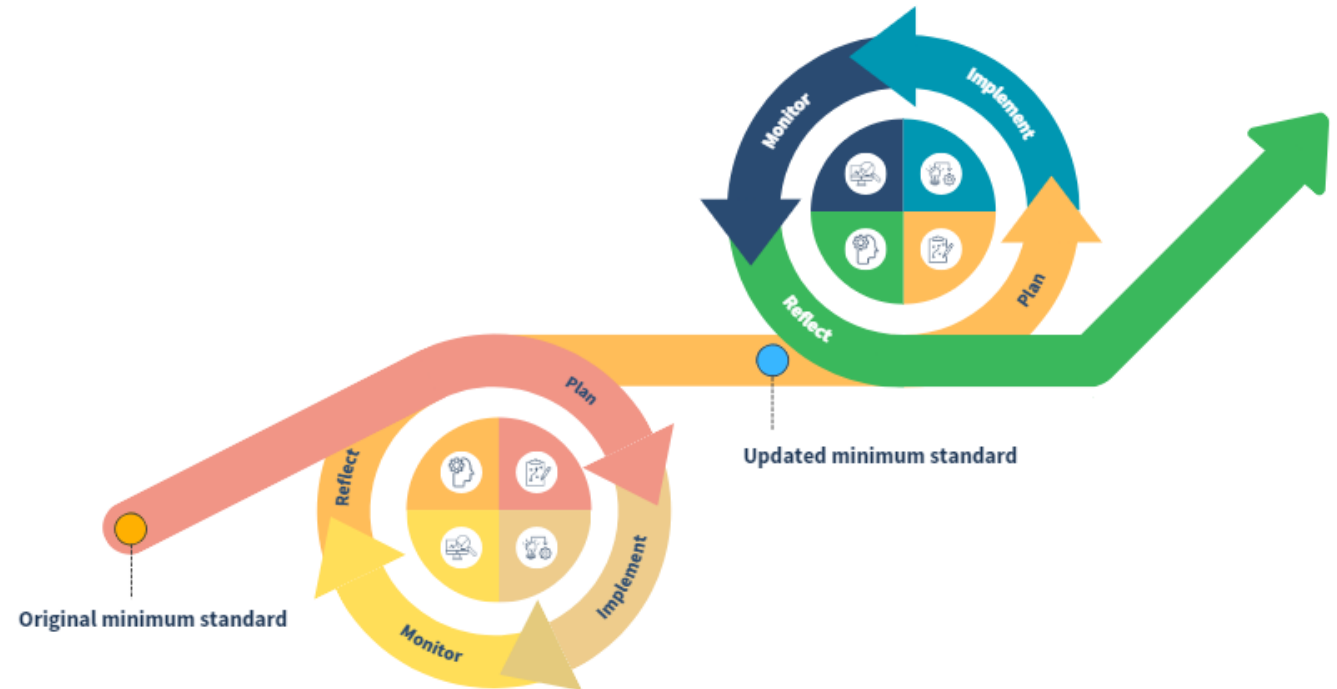 Implement
Monitor
Plan
Reflect
Plan
Updated minimum standard
Reflect
Implement
Original minimum standard
Monitor